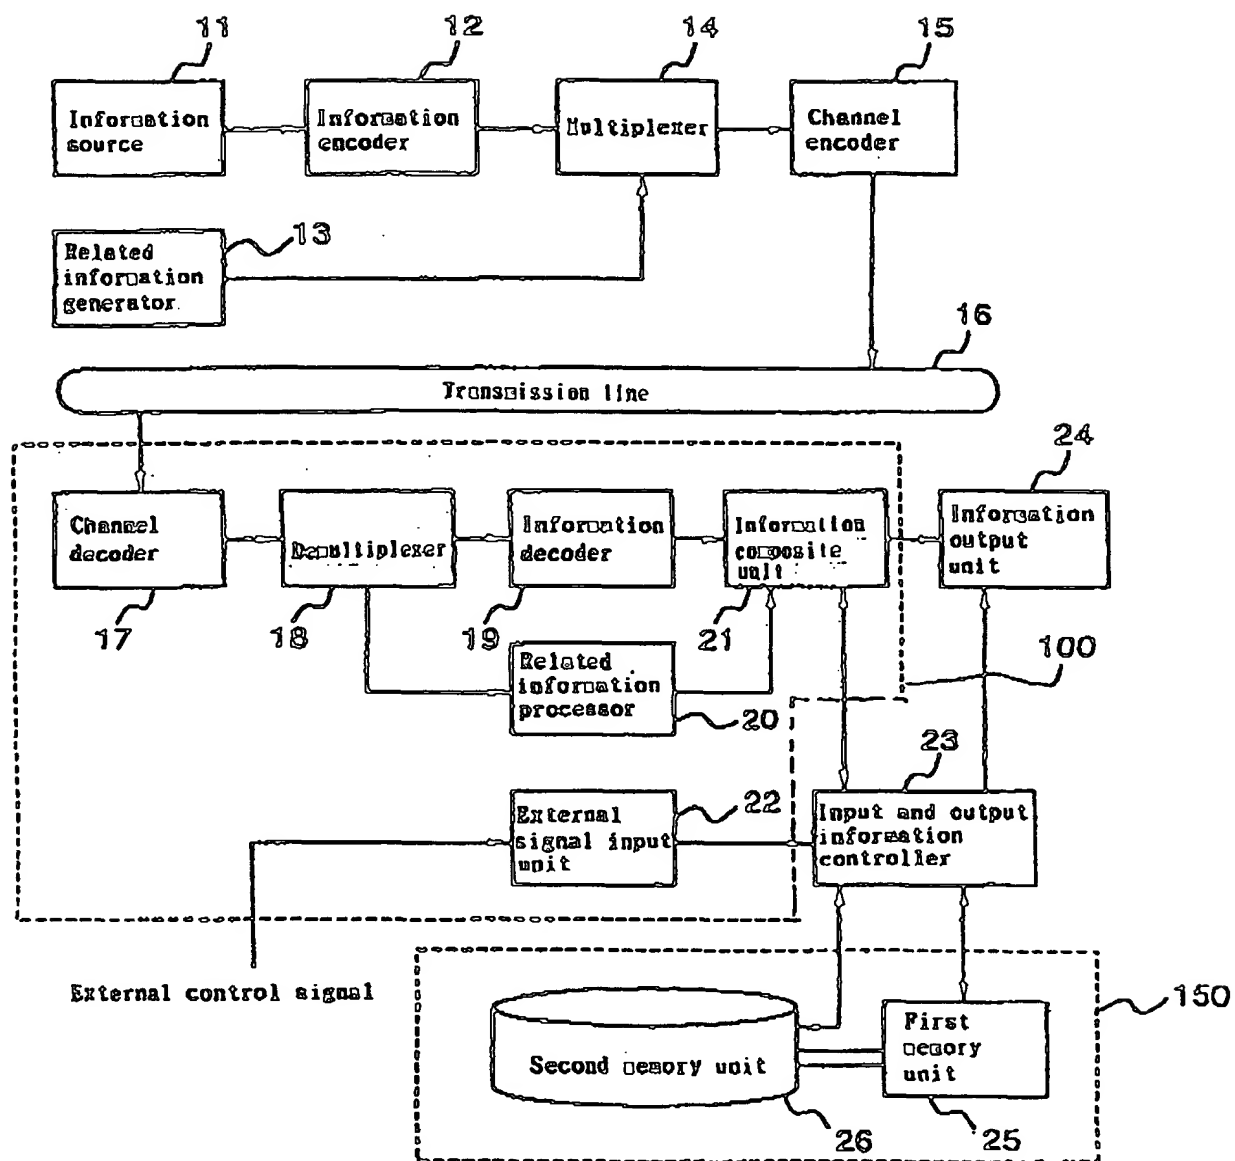 11
12
14
15
Information
source
Information
encoder
Multiplexer
Channel
encoder
13
Related
information
generator
16
Transmission line
24
Channel
decoder
Demultiplexer
Information
decoder
Information
composite
unit
Information
output
unit
17
18
19
21
100
Related
information
processor
20
23
22
External
signal input
unit
Input and output
information
controller
External control signal
150
Second memory unit
First
memory
unit
26
25